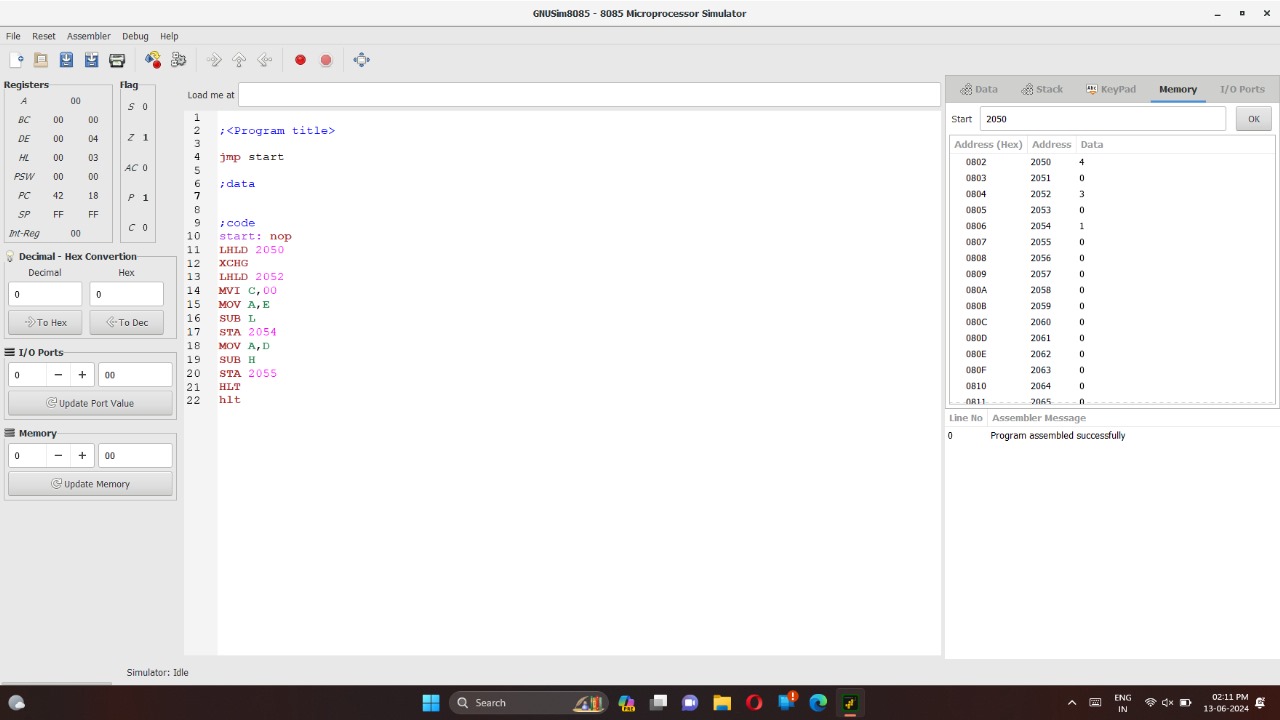 GNUSim8085 - 8085 Microprocessor Simulator
File Reset Assembler Debug Help
Registers
A 00
BC 00 00
DE 00 04
HL 00 03
PSW 00 00
PC 42 18
SP FF FF
Int-Reg 00
Flag
S 0
Z 1
AC 0
P 1
C 0
Decimal - Hex Convertion
Decimal Hex
0 0
To Hex To Dec
I/O Ports
0 − + 00
Update Port Value
Memory
0 − + 00
Update Memory
Load me at
1
2 ;<Program title>
3
4 jmp start
5
6 ;data
7
8
9 ;code
10 start: nop
11 LHLD 2050
12 XCHG
13 LHLD 2052
14 MVI C,00
15 MOV A,E
16 SUB L
17 STA 2054
18 MOV A,D
19 SUB H
20 STA 2055
21 HLT
22 hlt
Data Stack KeyPad Memory I/O Ports
Start 2050 OK
Address (Hex) Address Data
0802 2050 4
0803 2051 0
0804 2052 3
0805 2053 0
0806 2054 1
0807 2055 0
0808 2056 0
0809 2057 0
080A 2058 0
080B 2059 0
080C 2060 0
080D 2061 0
080E 2062 0
080F 2063 0
0810 2064 0
0811 2065 0
Line No Assembler Message
0 Program assembled successfully
Simulator: Idle
Search
ENG
IN
02:11 PM
13-06-2024